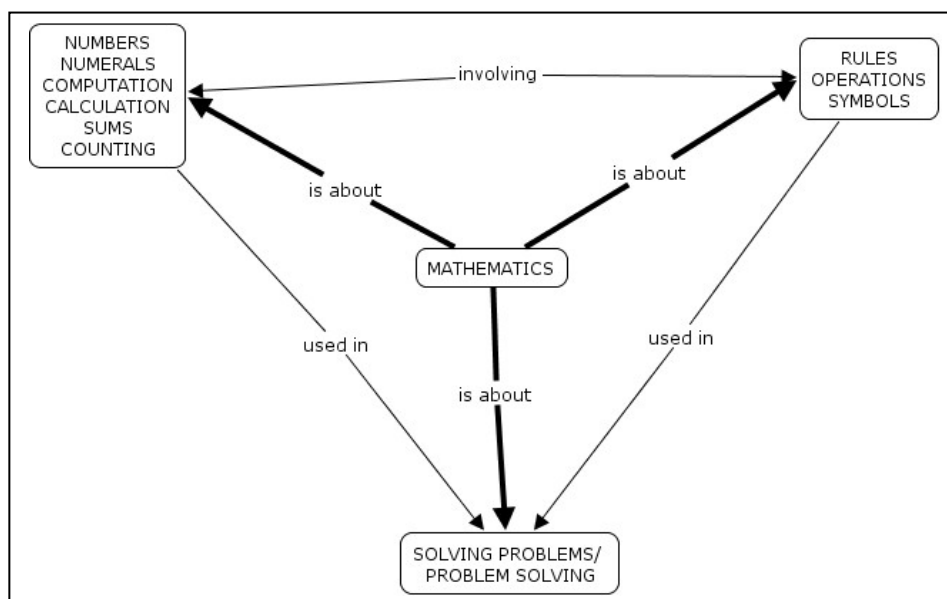 NUMBERS
NUMERALS
COMPUTATION
CALCULATION
SUMS
COUNTING
involving
RULES
OPERATIONS
SYMBOLS
is about
is about
MATHEMATICS
used in
used in
is about
SOLVING PROBLEMS/
PROBLEM SOLVING